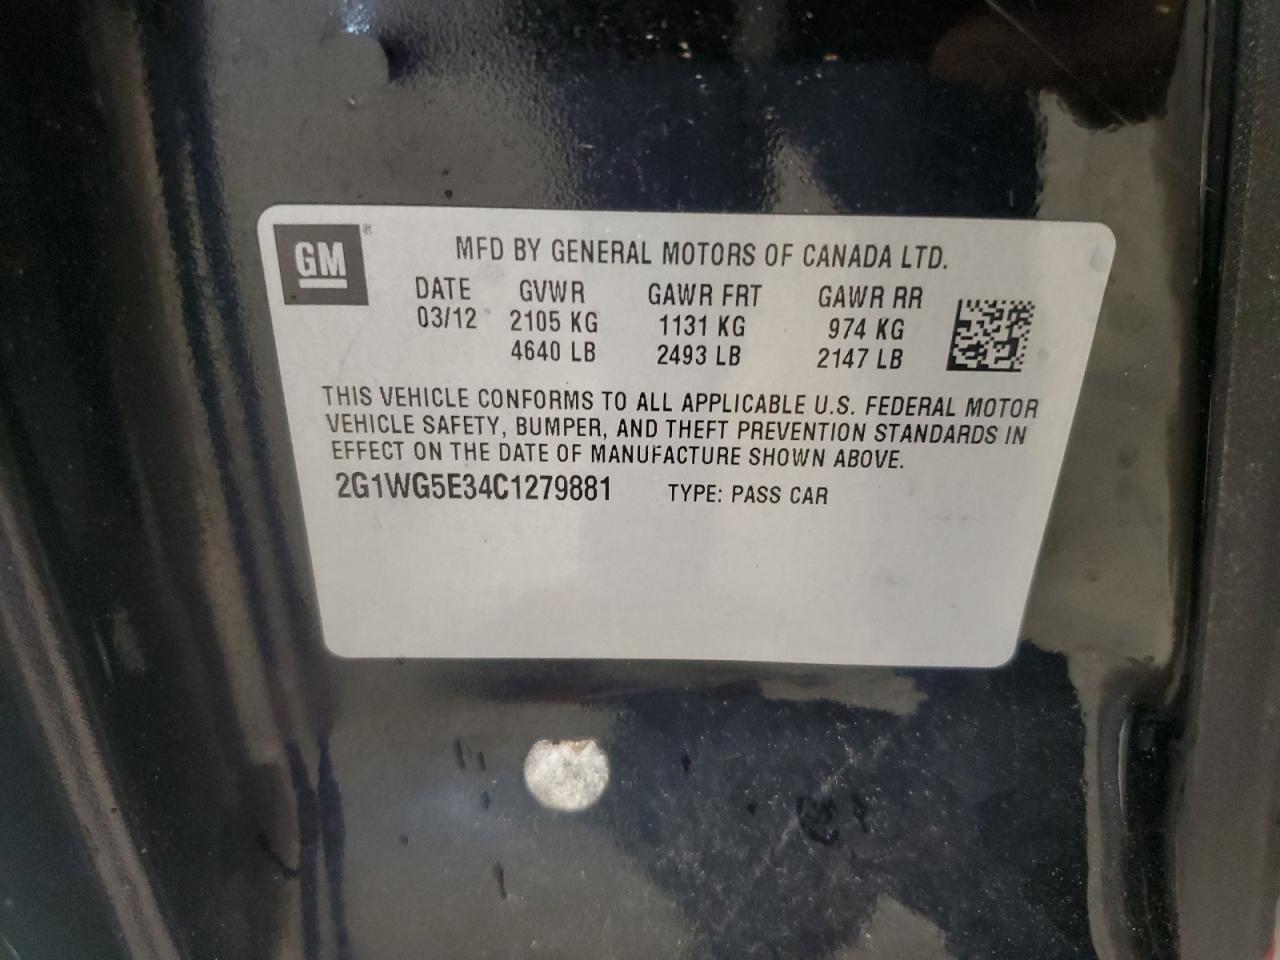 GM®
MFD BY GENERAL MOTORS OF CANADA LTD.
DATE GVWR GAWR FRT GAWR RR
03/12 2105 KG 1131 KG 974 KG
4640 LB 2493 LB 2147 LB
THIS VEHICLE CONFORMS TO ALL APPLICABLE U.S. FEDERAL MOTOR
VEHICLE SAFETY, BUMPER, AND THEFT PREVENTION STANDARDS IN
EFFECT ON THE DATE OF MANUFACTURE SHOWN ABOVE.
2G1WG5E34C1279881 TYPE: PASS CAR